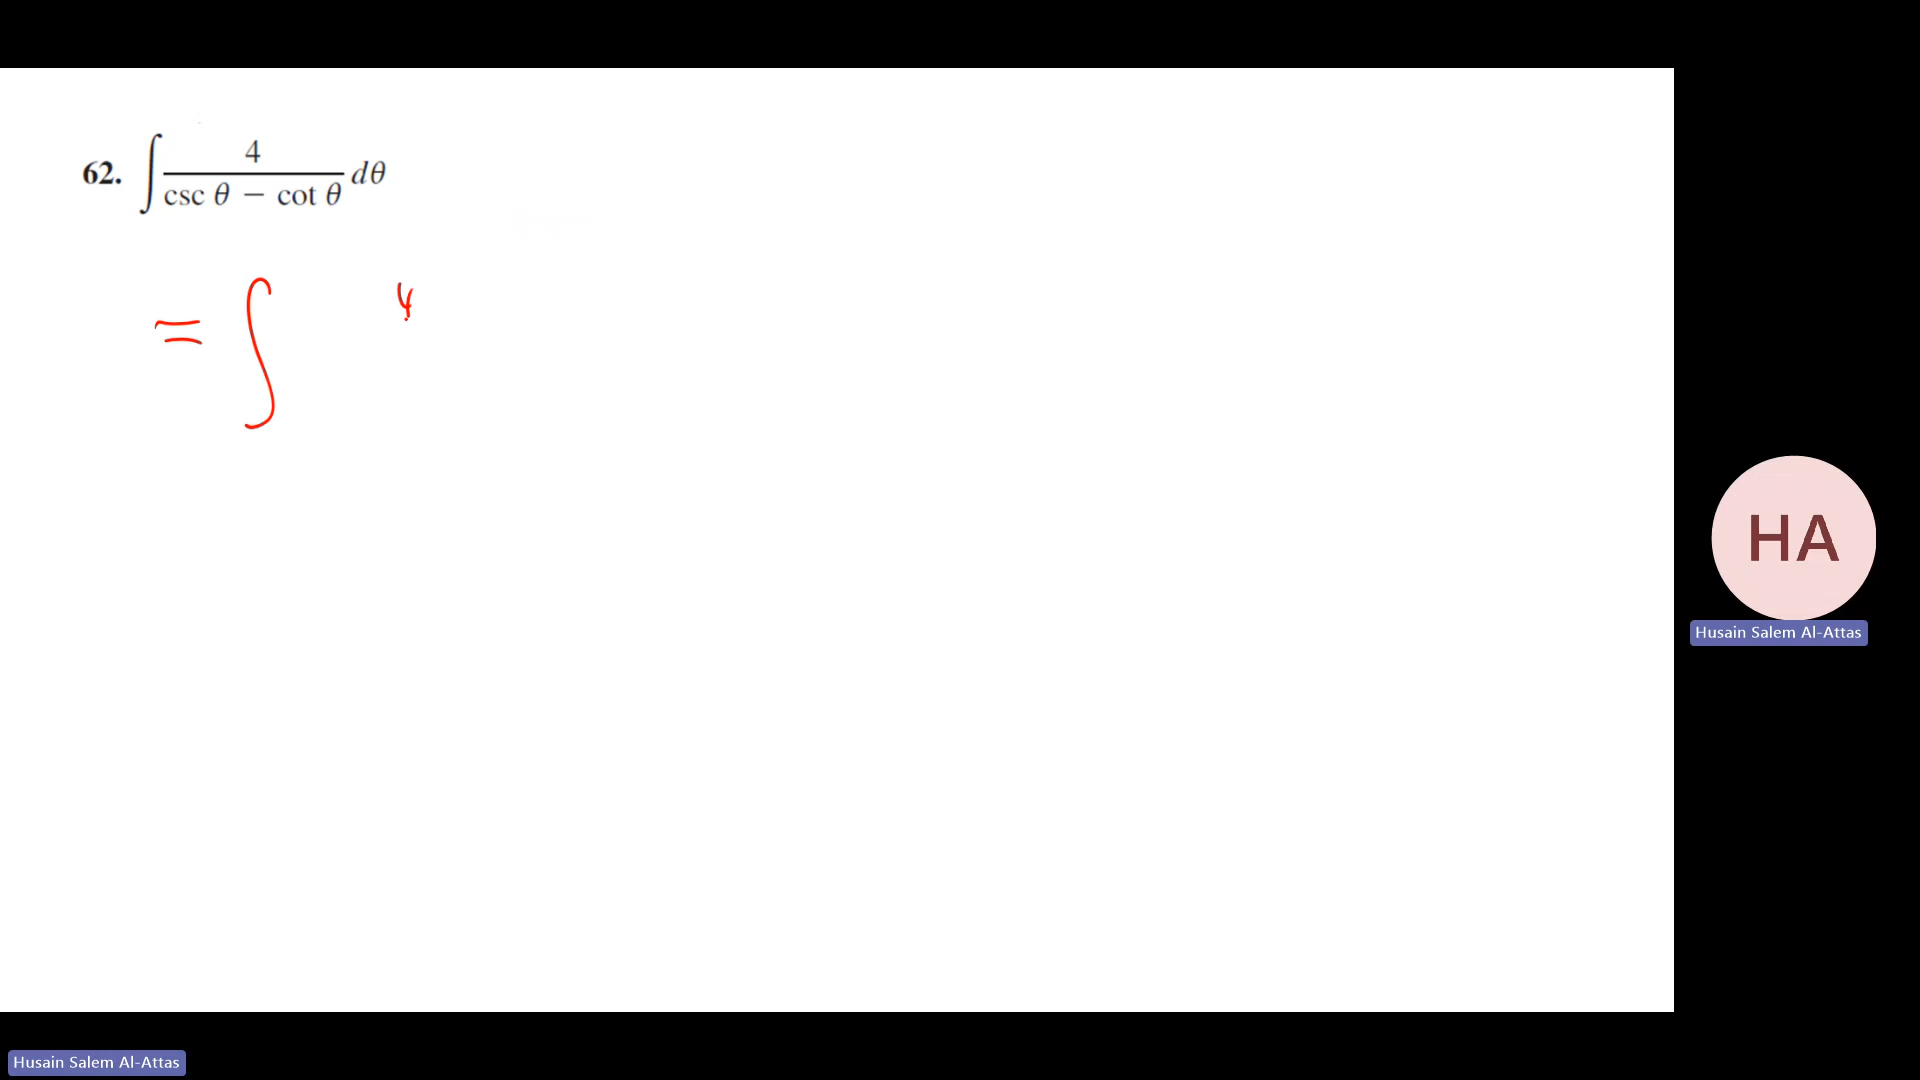 62. ∫ 4 / (csc θ − cot θ) dθ
= ∫ 4
HA
Husain Salem Al-Attas
Husain Salem Al-Attas